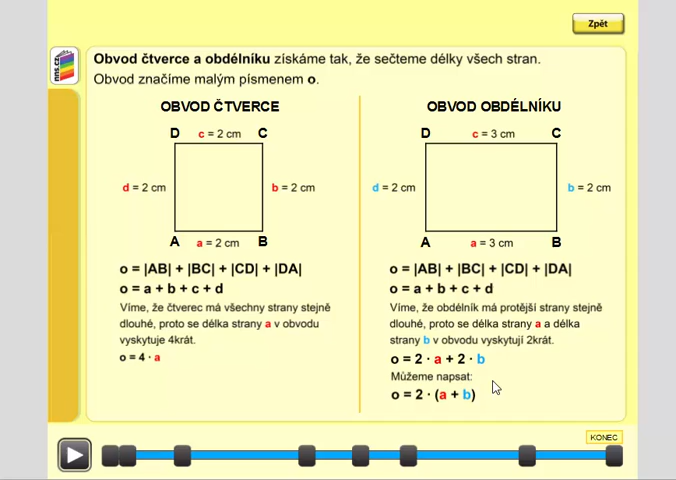 Zpět
nns.cz
Obvod čtverce a obdélníku získáme tak, že sečteme délky všech stran.
Obvod značíme malým písmenem o.
OBVOD ČTVERCE
D c = 2 cm C
d = 2 cm b = 2 cm
A a = 2 cm B
o = |AB| + |BC| + |CD| + |DA|
o = a + b + c + d
Víme, že čtverec má všechny strany stejně
dlouhé, proto se délka strany a v obvodu
vyskytuje 4krát.
o = 4 · a
OBVOD OBDÉLNÍKU
D c = 3 cm C
d = 2 cm b = 2 cm
A a = 3 cm B
o = |AB| + |BC| + |CD| + |DA|
o = a + b + c + d
Víme, že obdélník má protější strany stejně
dlouhé, proto se délka strany a a délka
strany b v obvodu vyskytují 2krát.
o = 2 · a + 2 · b
Můžeme napsat:
o = 2 · (a + b)
KONEC